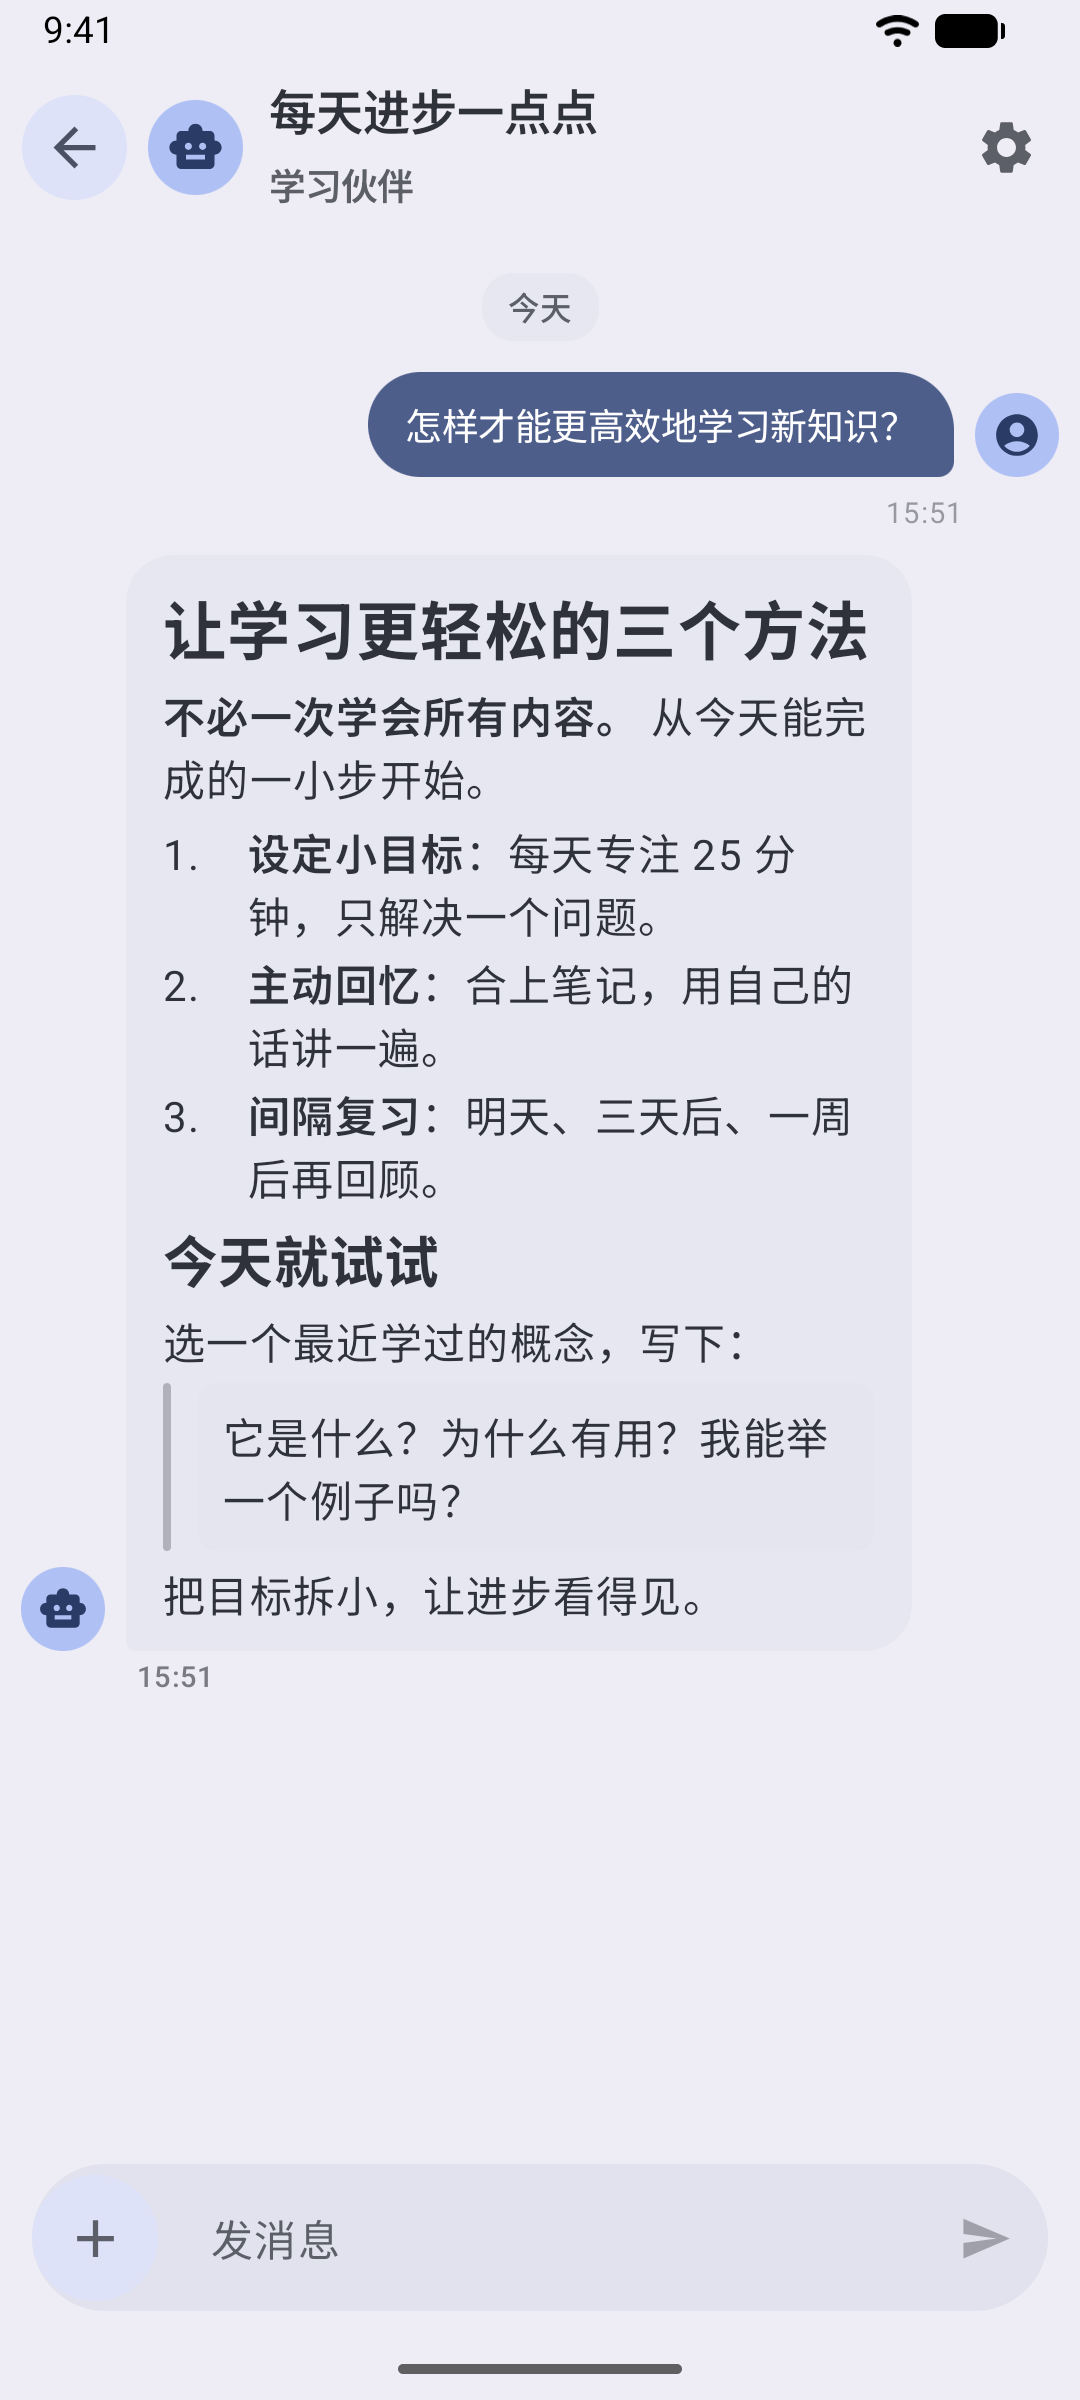 9:41
每天进步一点点
学习伙伴
今天
怎样才能更高效地学习新知识？
15:51
让学习更轻松的三个方法
不必一次学会所有内容。 从今天能完
成的一小步开始。
1. 设定小目标：每天专注 25 分
钟，只解决一个问题。
2. 主动回忆：合上笔记，用自己的
话讲一遍。
3. 间隔复习：明天、三天后、一周
后再回顾。
今天就试试
选一个最近学过的概念，写下：
它是什么？为什么有用？我能举
一个例子吗？
把目标拆小，让进步看得见。
15:51
发消息